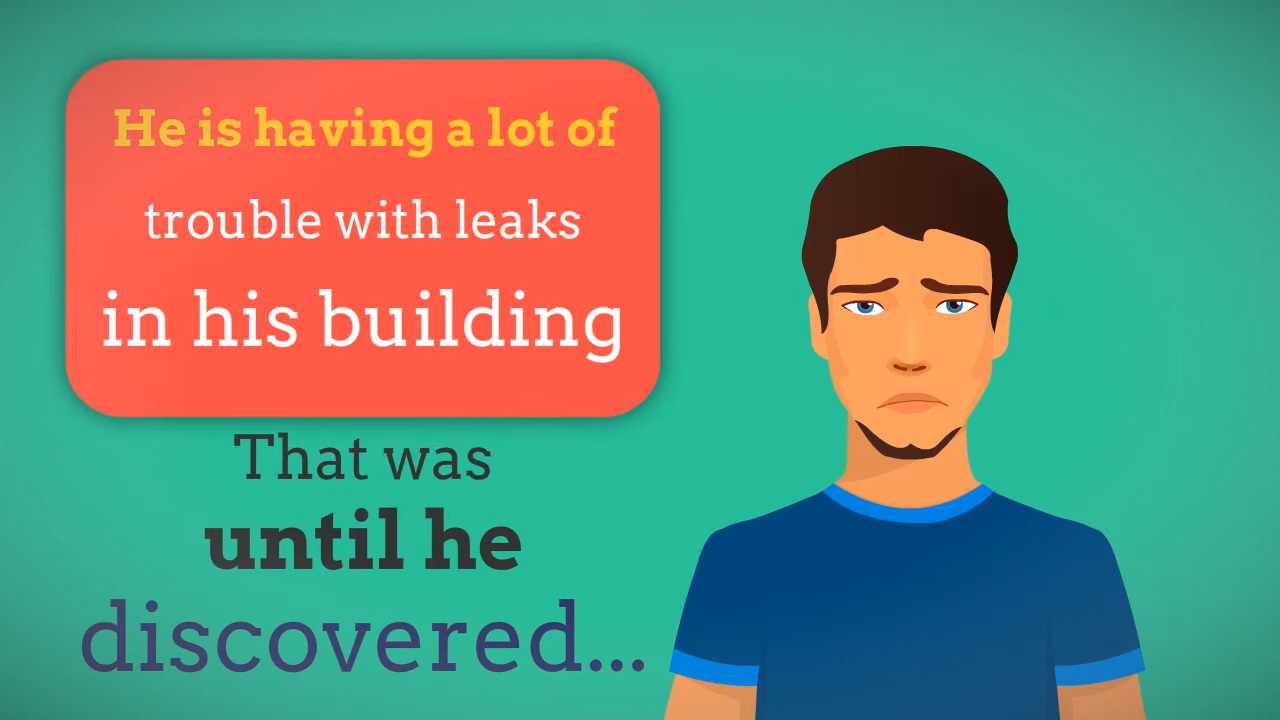 He is having a lot of
trouble with leaks
in his building
That was
until he
discovered...